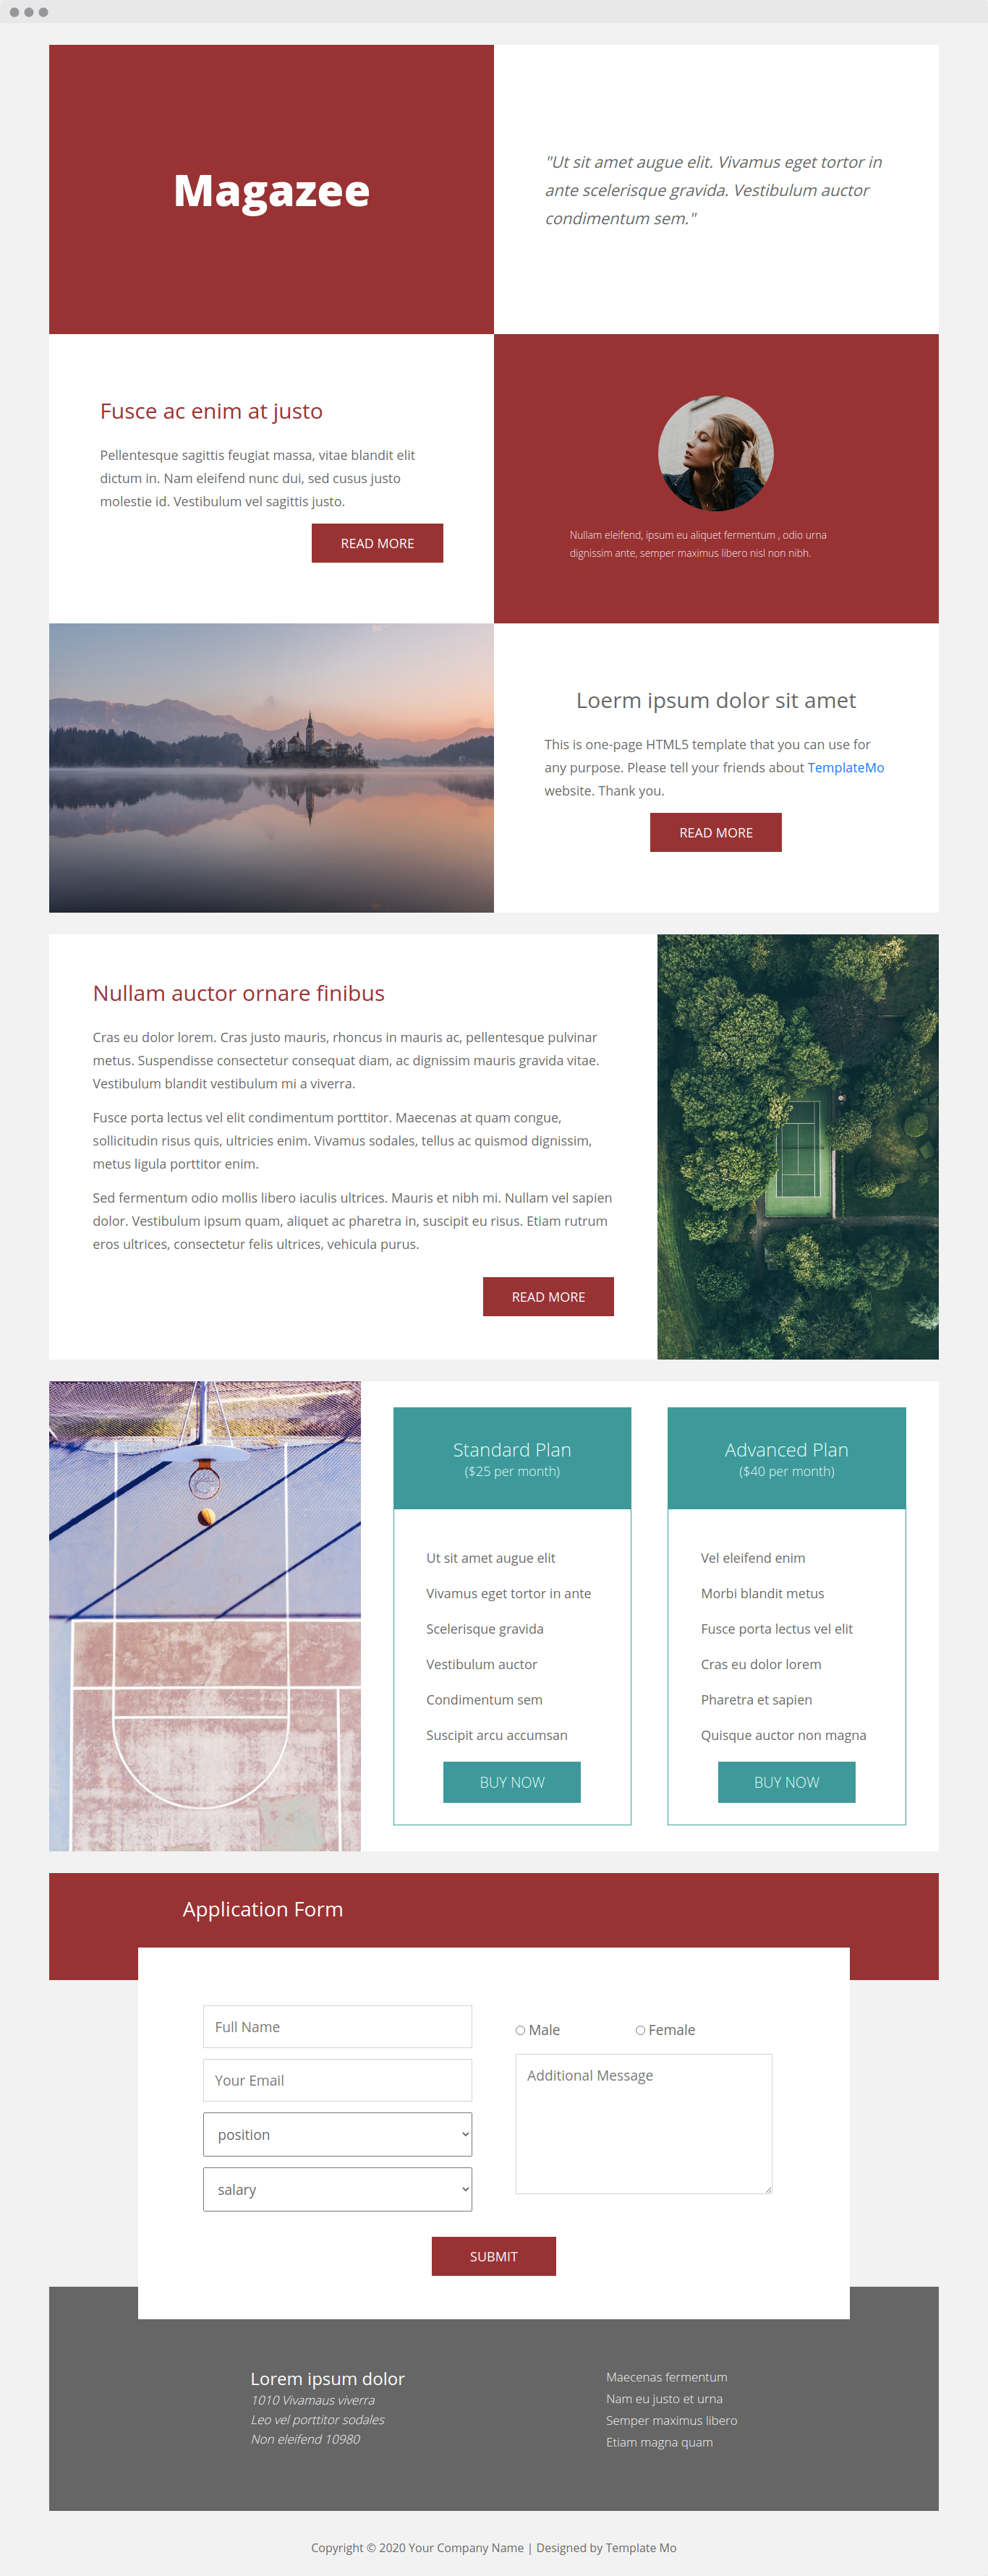 Magazee
"Ut sit amet augue elit. Vivamus eget tortor in
ante scelerisque gravida. Vestibulum auctor
condimentum sem."
Fusce ac enim at justo
Pellentesque sagittis feugiat massa, vitae blandit elit
dictum in. Nam eleifend nunc dui, sed cusus justo
molestie id. Vestibulum vel sagittis justo.
READ MORE
Nullam eleifend, ipsum eu aliquet fermentum , odio urna
dignissim ante, semper maximus libero nisl non nibh.
Loerm ipsum dolor sit amet
This is one-page HTML5 template that you can use for
any purpose. Please tell your friends about TemplateMo
website. Thank you.
READ MORE
Nullam auctor ornare finibus
Cras eu dolor lorem. Cras justo mauris, rhoncus in mauris ac, pellentesque pulvinar
metus. Suspendisse consectetur consequat diam, ac dignissim mauris gravida vitae.
Vestibulum blandit vestibulum mi a viverra.
Fusce porta lectus vel elit condimentum porttitor. Maecenas at quam congue,
sollicitudin risus quis, ultricies enim. Vivamus sodales, tellus ac quismod dignissim,
metus ligula porttitor enim.
Sed fermentum odio mollis libero iaculis ultrices. Mauris et nibh mi. Nullam vel sapien
dolor. Vestibulum ipsum quam, aliquet ac pharetra in, suscipit eu risus. Etiam rutrum
eros ultrices, consectetur felis ultrices, vehicula purus.
READ MORE
Standard Plan
($25 per month)
Ut sit amet augue elit
Vivamus eget tortor in ante
Scelerisque gravida
Vestibulum auctor
Condimentum sem
Suscipit arcu accumsan
BUY NOW
Advanced Plan
($40 per month)
Vel eleifend enim
Morbi blandit metus
Fusce porta lectus vel elit
Cras eu dolor lorem
Pharetra et sapien
Quisque auctor non magna
BUY NOW
Application Form
Full Name
Your Email
position
salary
Male
Female
Additional Message
SUBMIT
Lorem ipsum dolor
1010 Vivamaus viverra
Leo vel porttitor sodales
Non eleifend 10980
Maecenas fermentum
Nam eu justo et urna
Semper maximus libero
Etiam magna quam
Copyright © 2020 Your Company Name | Designed by Template Mo